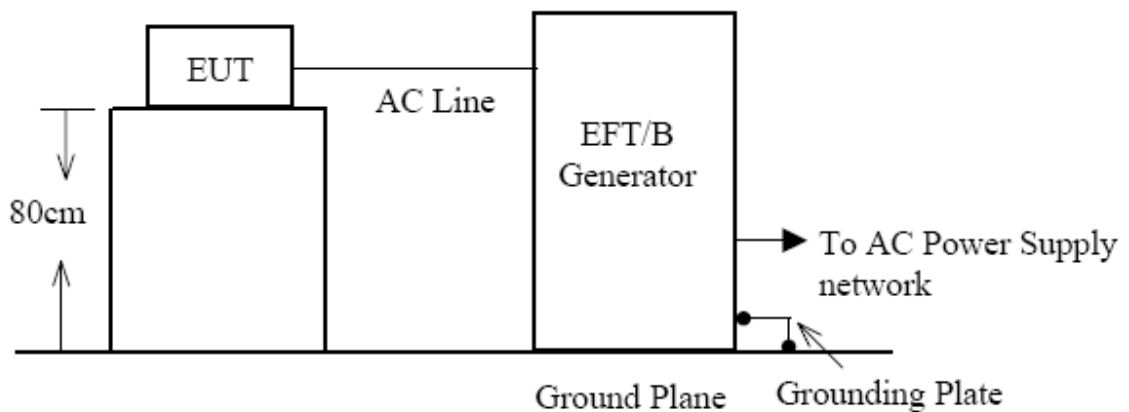 EUT
AC Line
EFT/B
Generator
80cm
To AC Power Supply
network
Ground Plane
Grounding Plate